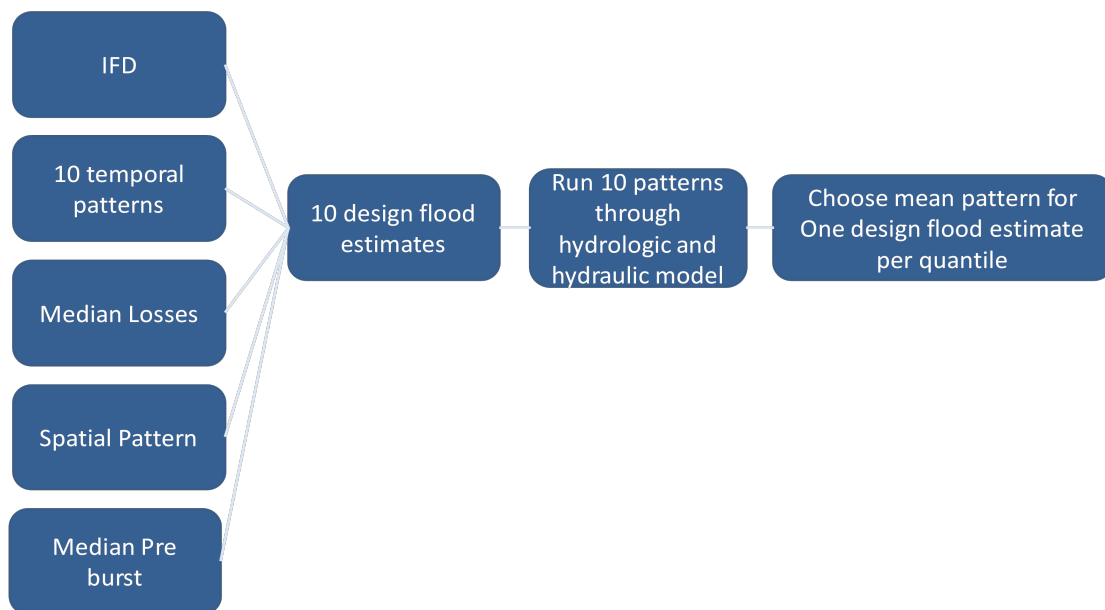 IFD
10 temporal
patterns
Median Losses
Spatial Pattern
Median Pre
burst
10 design flood
estimates
Run 10 patterns
through
hydrologic and
hydraulic model
Choose mean pattern for
One design flood estimate
per quantile